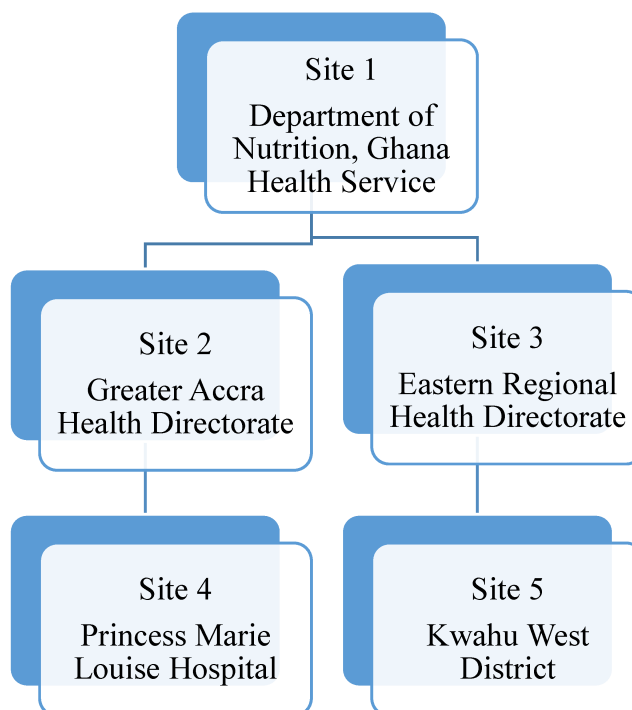 Site 1
Department of
Nutrition, Ghana
Health Service
Site 2
Greater Accra
Health Directorate
Site 3
Eastern Regional
Health Directorate
Site 4
Princess Marie
Louise Hospital
Site 5
Kwahu West
District